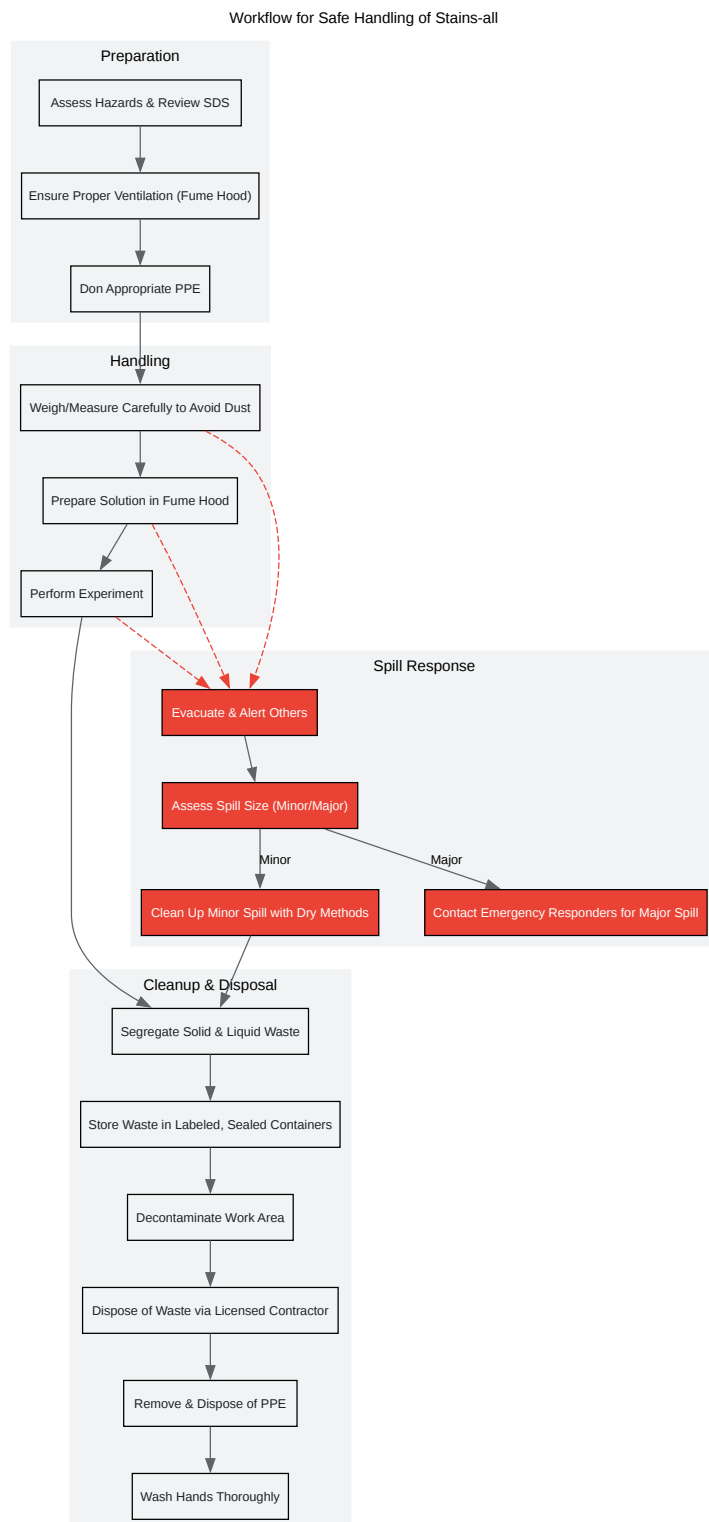 Workflow for Safe Handling of Stains-all
Preparation
Assess Hazards & Review SDS
Ensure Proper Ventilation (Fume Hood)
Don Appropriate PPE
Handling
Weigh/Measure Carefully to Avoid Dust
Prepare Solution in Fume Hood
Perform Experiment
Spill Response
Evacuate & Alert Others
Assess Spill Size (Minor/Major)
Minor
Major
Clean Up Minor Spill with Dry Methods
Contact Emergency Responders for Major Spill
Cleanup & Disposal
Segregate Solid & Liquid Waste
Store Waste in Labeled, Sealed Containers
Decontaminate Work Area
Dispose of Waste via Licensed Contractor
Remove & Dispose of PPE
Wash Hands Thoroughly